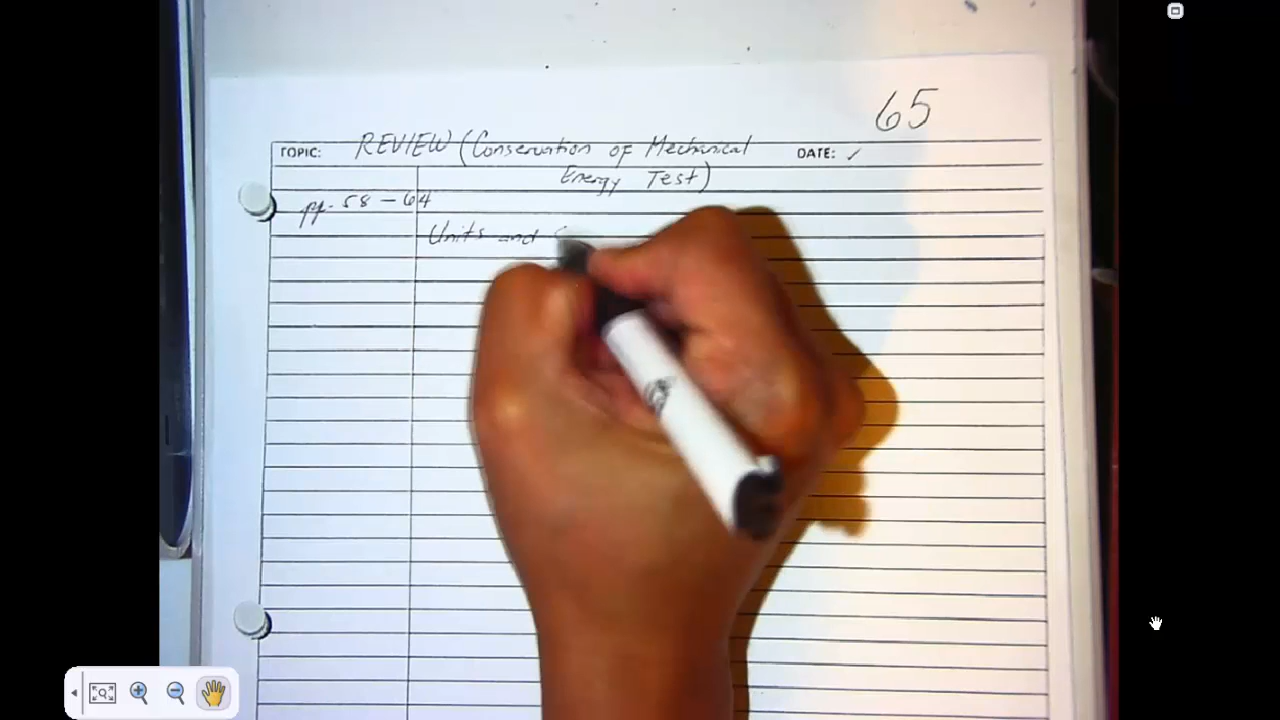 65
TOPIC: REVIEW (Conservation of Mechanical DATE: ✓
Energy Test)
pp. 58 - 64
Units and